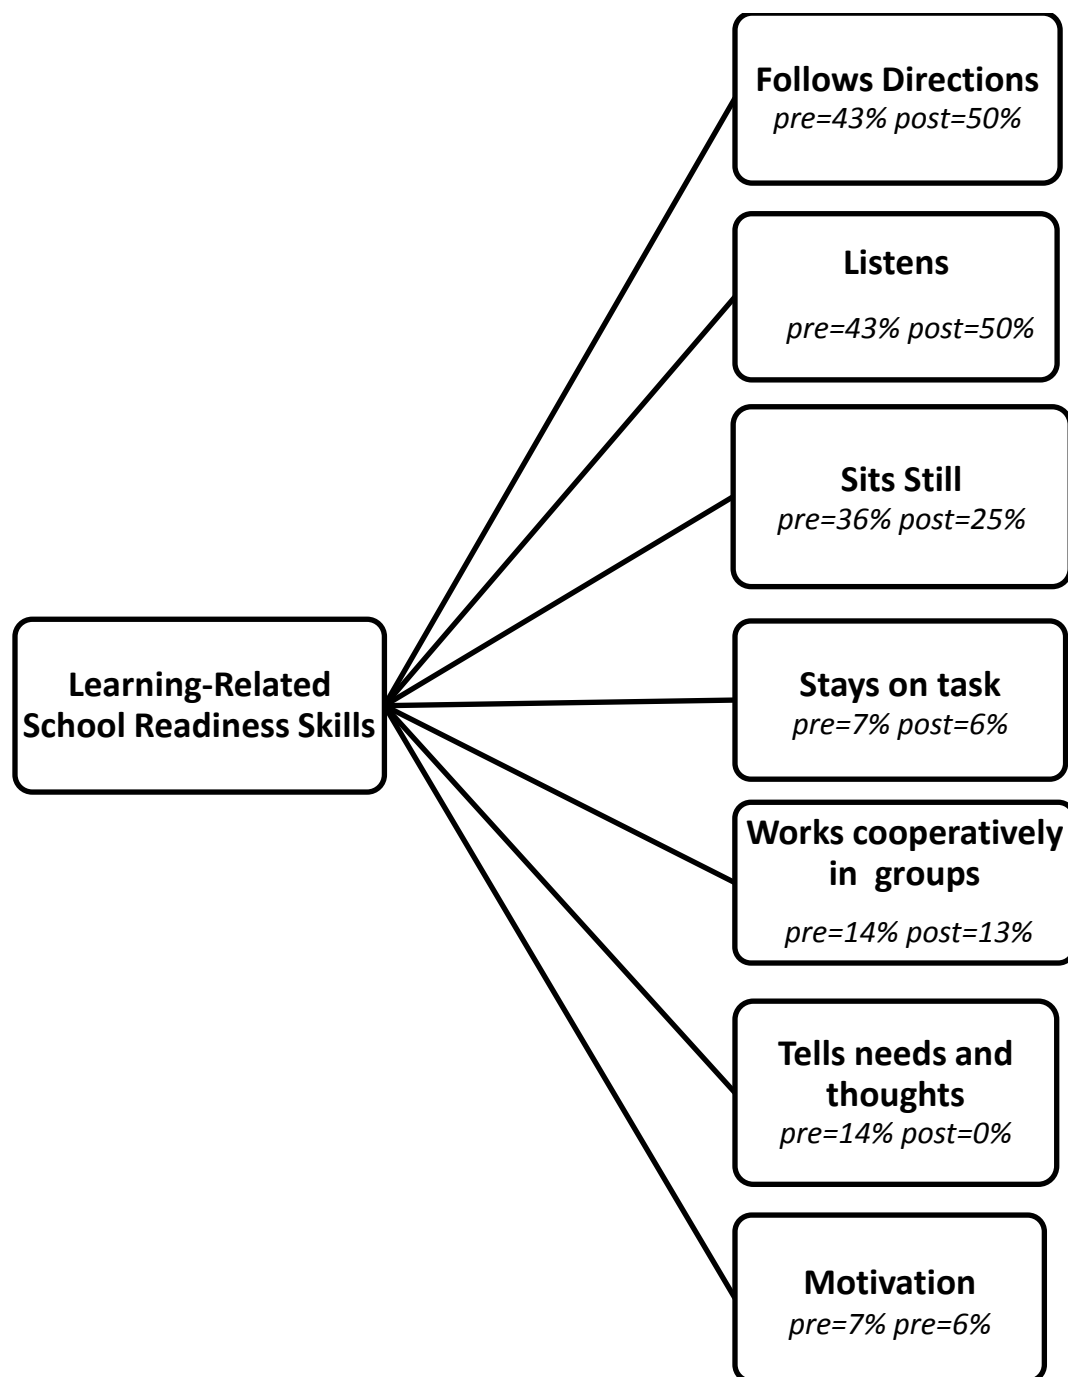 Follows Directions
pre=43% post=50%
Listens
pre=43% post=50%
Sits Still
pre=36% post=25%
Learning-Related
School Readiness Skills
Stays on task
pre=7% post=6%
Works cooperatively
in groups
pre=14% post=13%
Tells needs and
thoughts
pre=14% post=0%
Motivation
pre=7% pre=6%